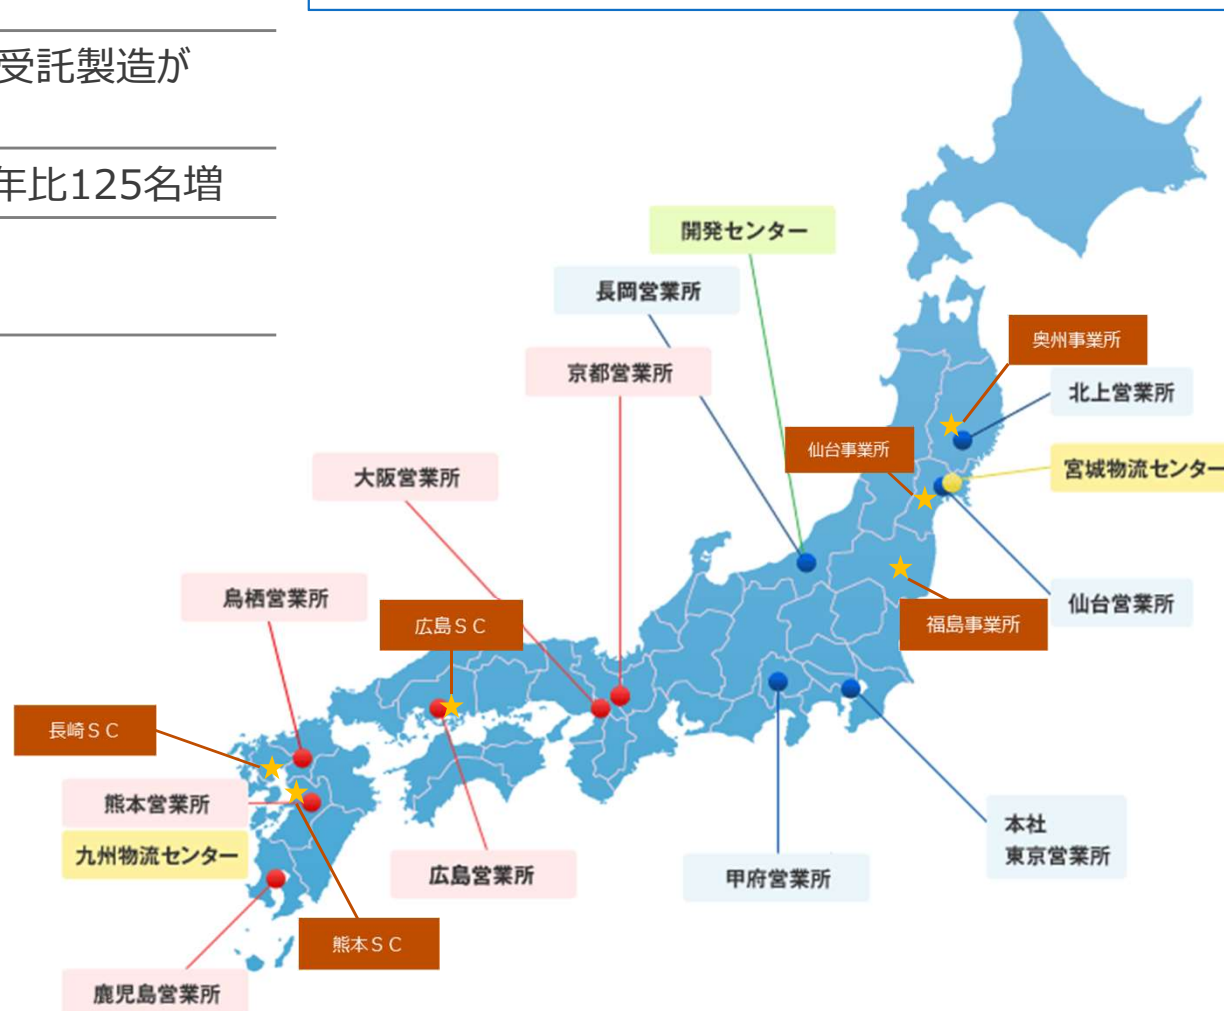 受託製造が
年比125名増
開発センター
長岡営業所
京都営業所
大阪営業所
鳥栖営業所
広島ＳＣ
長崎ＳＣ
熊本営業所
九州物流センター
鹿児島営業所
熊本ＳＣ
広島営業所
甲府営業所
本社
東京営業所
奥州事業所
北上営業所
仙台事業所
宮城物流センター
仙台営業所
福島事業所